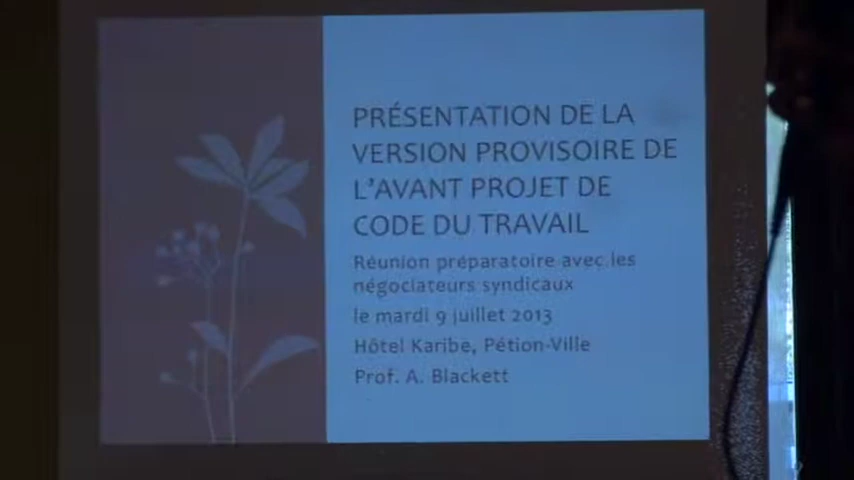 PRÉSENTATION DE LA
VERSION PROVISOIRE DE
L'AVANT PROJET DE
CODE DU TRAVAIL
Réunion préparatoire avec les
négociateurs syndicaux
le mardi 9 juillet 2013
Hôtel Karibe, Pétion-Ville
Prof. A. Blackett